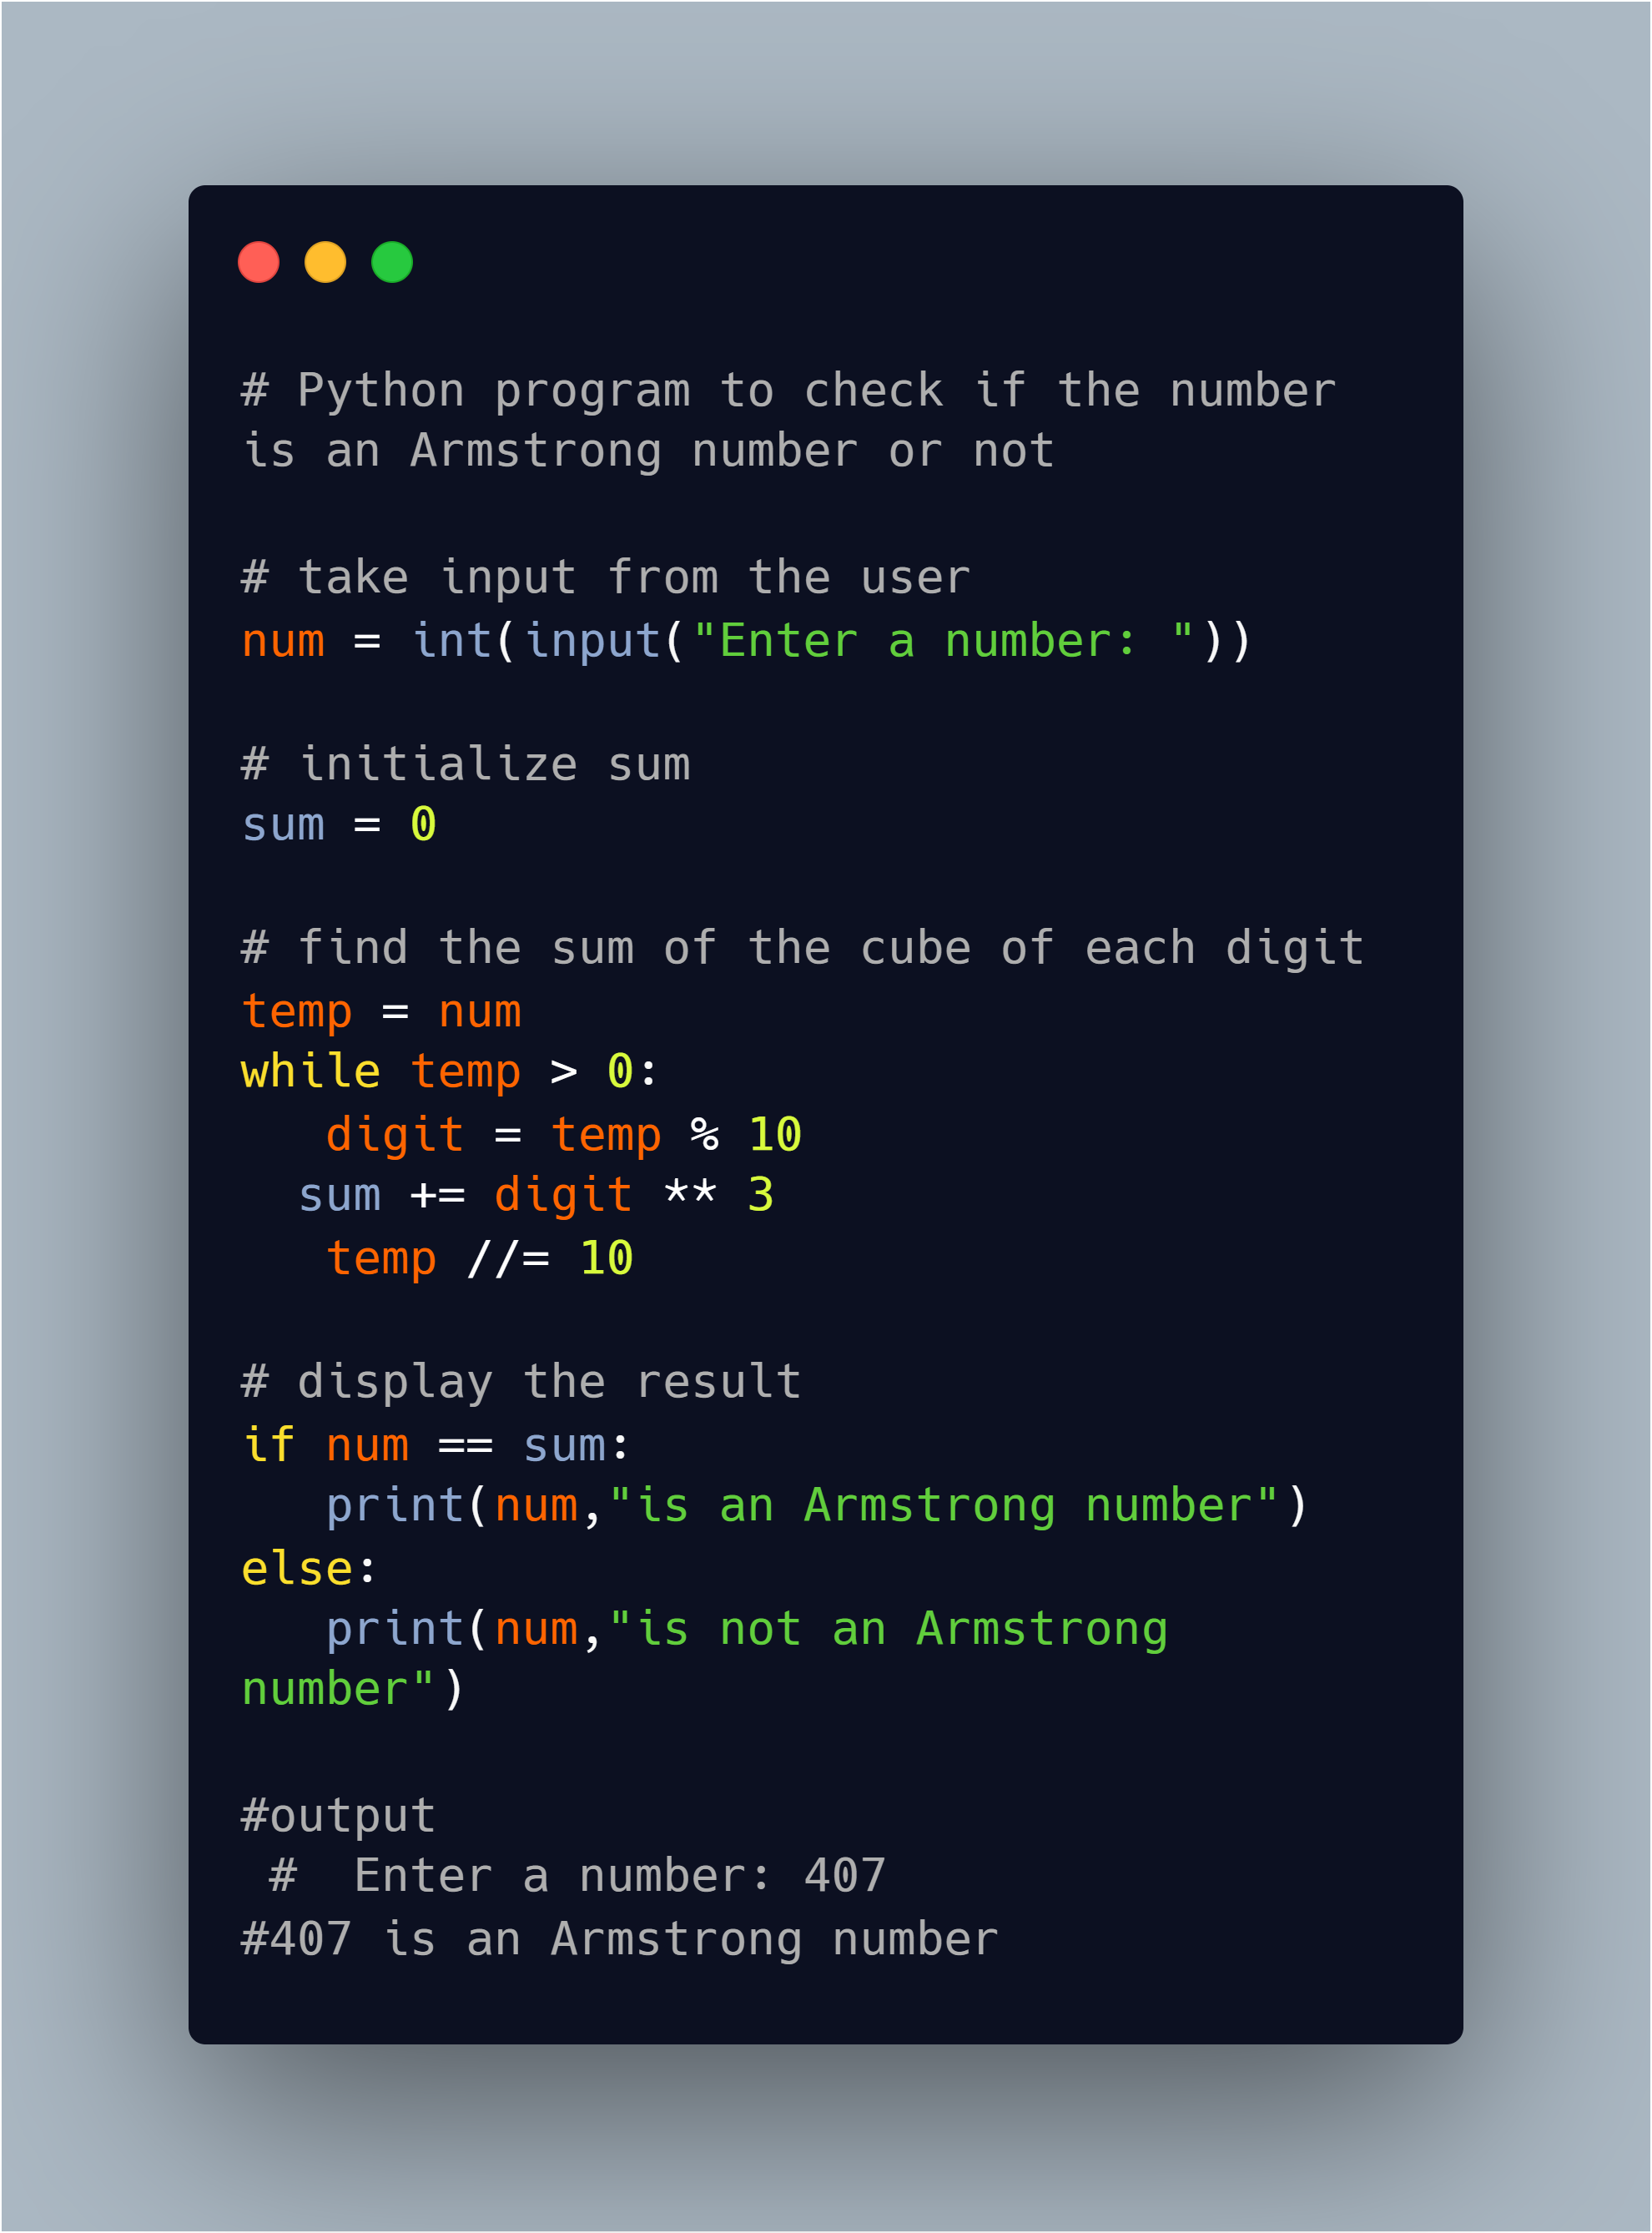 # Python program to check if the number
is an Armstrong number or not

# take input from the user
num = int(input("Enter a number: "))

# initialize sum
sum = 0

# find the sum of the cube of each digit
temp = num
while temp > 0:
   digit = temp % 10
  sum += digit ** 3
   temp //= 10

# display the result
if num == sum:
   print(num,"is an Armstrong number")
else:
   print(num,"is not an Armstrong
number")

#output
 #  Enter a number: 407
#407 is an Armstrong number